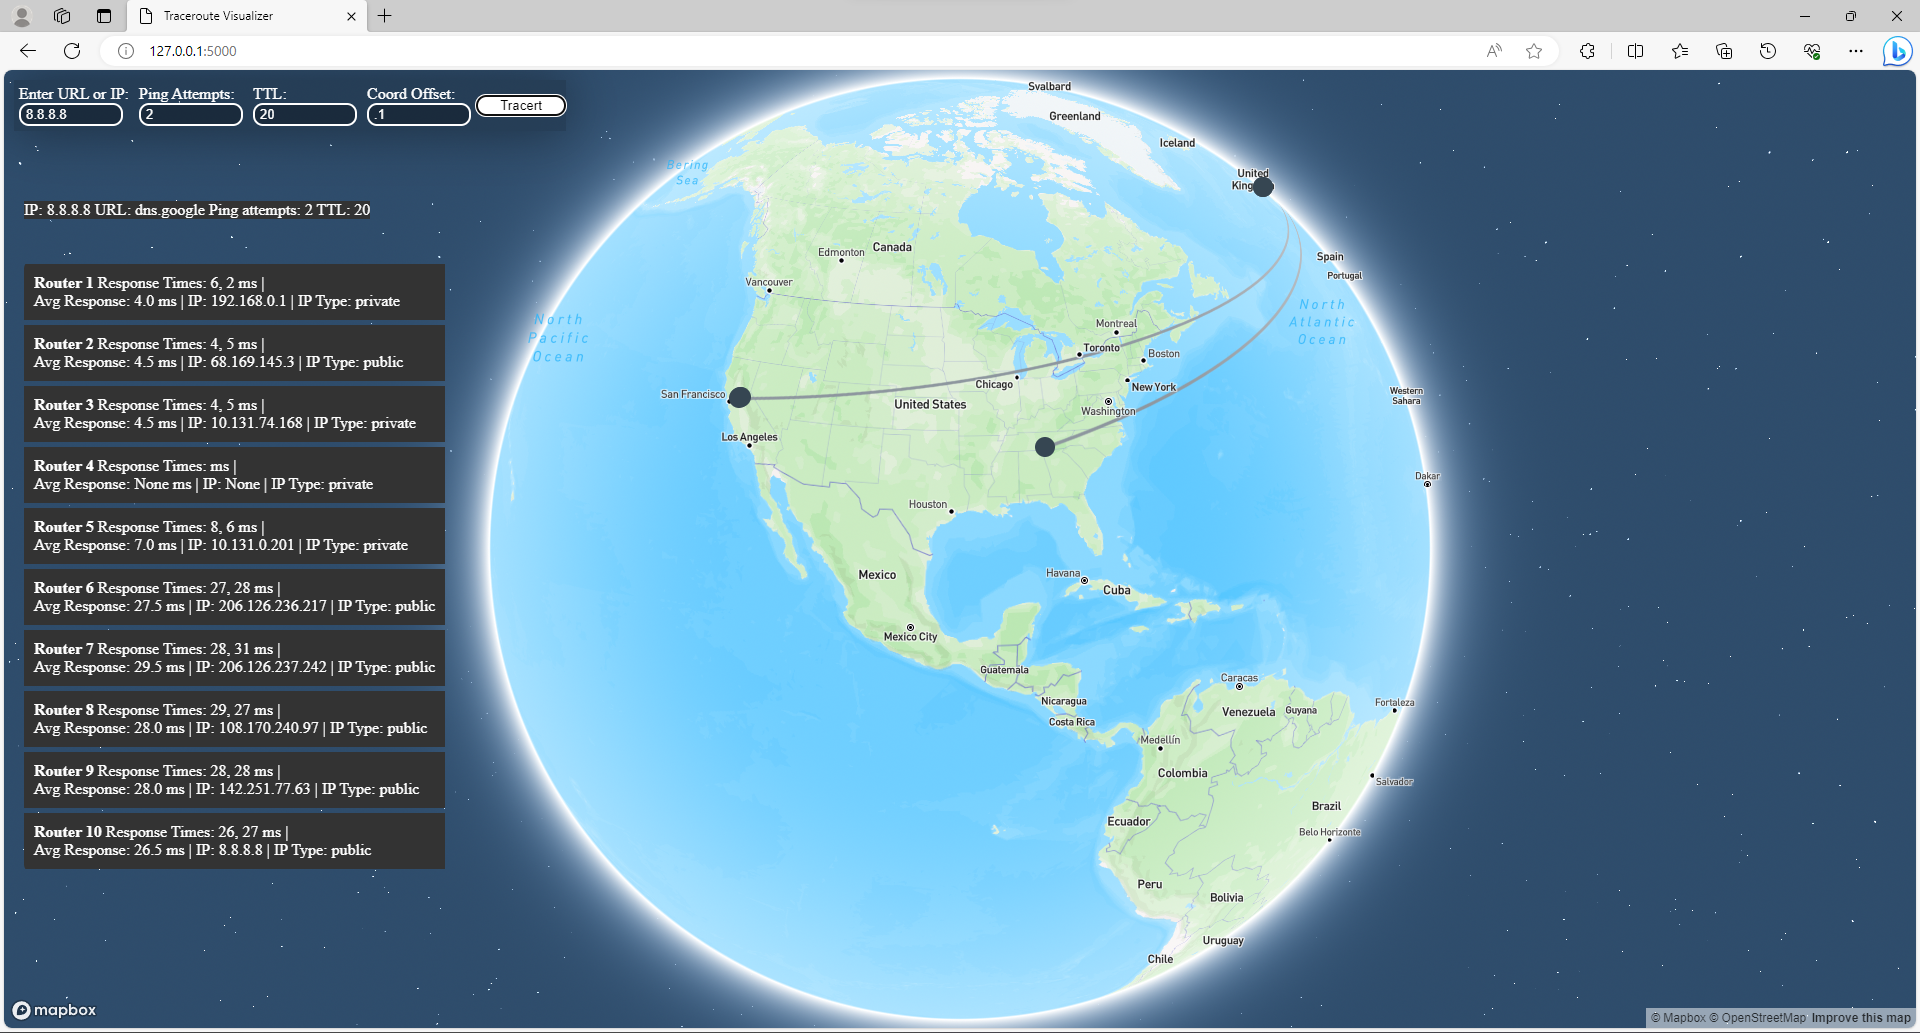 Traceroute Visualizer
127.0.0.1:5000
Enter URL or IP: Ping Attempts: TTL: Coord Offset:
8.8.8.8 2 20 .1 Tracert
IP: 8.8.8.8 URL: dns.google Ping attempts: 2 TTL: 20
Router 1 Response Times: 6, 2 ms |
Avg Response: 4.0 ms | IP: 192.168.0.1 | IP Type: private
Router 2 Response Times: 4, 5 ms |
Avg Response: 4.5 ms | IP: 68.169.145.3 | IP Type: public
Router 3 Response Times: 4, 5 ms |
Avg Response: 4.5 ms | IP: 10.131.74.168 | IP Type: private
Router 4 Response Times: ms |
Avg Response: None ms | IP: None | IP Type: private
Router 5 Response Times: 8, 6 ms |
Avg Response: 7.0 ms | IP: 10.131.0.201 | IP Type: private
Router 6 Response Times: 27, 28 ms |
Avg Response: 27.5 ms | IP: 206.126.236.217 | IP Type: public
Router 7 Response Times: 28, 31 ms |
Avg Response: 29.5 ms | IP: 206.126.237.242 | IP Type: public
Router 8 Response Times: 29, 27 ms |
Avg Response: 28.0 ms | IP: 108.170.240.97 | IP Type: public
Router 9 Response Times: 28, 28 ms |
Avg Response: 28.0 ms | IP: 142.251.77.63 | IP Type: public
Router 10 Response Times: 26, 27 ms |
Avg Response: 26.5 ms | IP: 8.8.8.8 | IP Type: public
Svalbard
Greenland
Iceland
Bering
Sea
United
King
Canada
Edmonton
Spain
Portugal
Vancouver
North
Pacific
Ocean
North
Atlantic
Ocean
Montreal
Toronto
Boston
Chicago
New York
San Francisco
United States
Washington
Western
Sahara
Los Angeles
Dakar
Houston
Mexico
Havana
Cuba
Mexico City
Guatemala
Caracas
Nicaragua
Venezuela
Guyana
Fortaleza
Costa Rica
Medellín
Colombia
Salvador
Brazil
Ecuador
Belo Horizonte
Peru
Bolivia
Uruguay
Chile
mapbox
© Mapbox © OpenStreetMap Improve this map